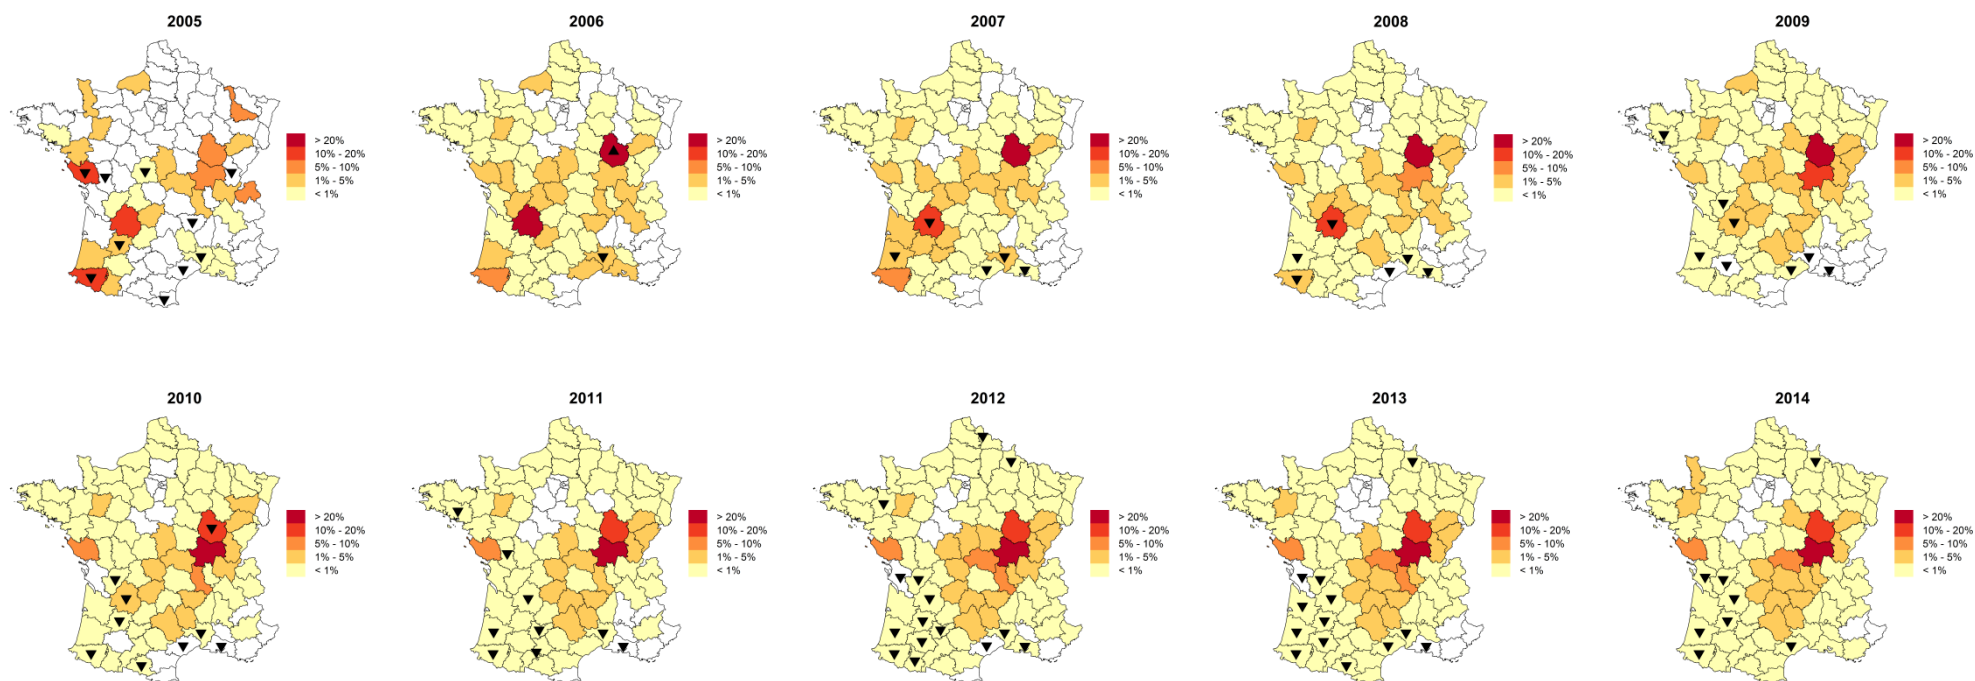 2005
> 20%
10% - 20%
5% - 10%
1% - 5%
< 1%
2006
> 20%
10% - 20%
5% - 10%
1% - 5%
< 1%
2007
> 20%
10% - 20%
5% - 10%
1% - 5%
< 1%
2008
> 20%
10% - 20%
5% - 10%
1% - 5%
< 1%
2009
> 20%
10% - 20%
5% - 10%
1% - 5%
< 1%
2010
> 20%
10% - 20%
5% - 10%
1% - 5%
< 1%
2011
> 20%
10% - 20%
5% - 10%
1% - 5%
< 1%
2012
> 20%
10% - 20%
5% - 10%
1% - 5%
< 1%
2013
> 20%
10% - 20%
5% - 10%
1% - 5%
< 1%
2014
> 20%
10% - 20%
5% - 10%
1% - 5%
< 1%